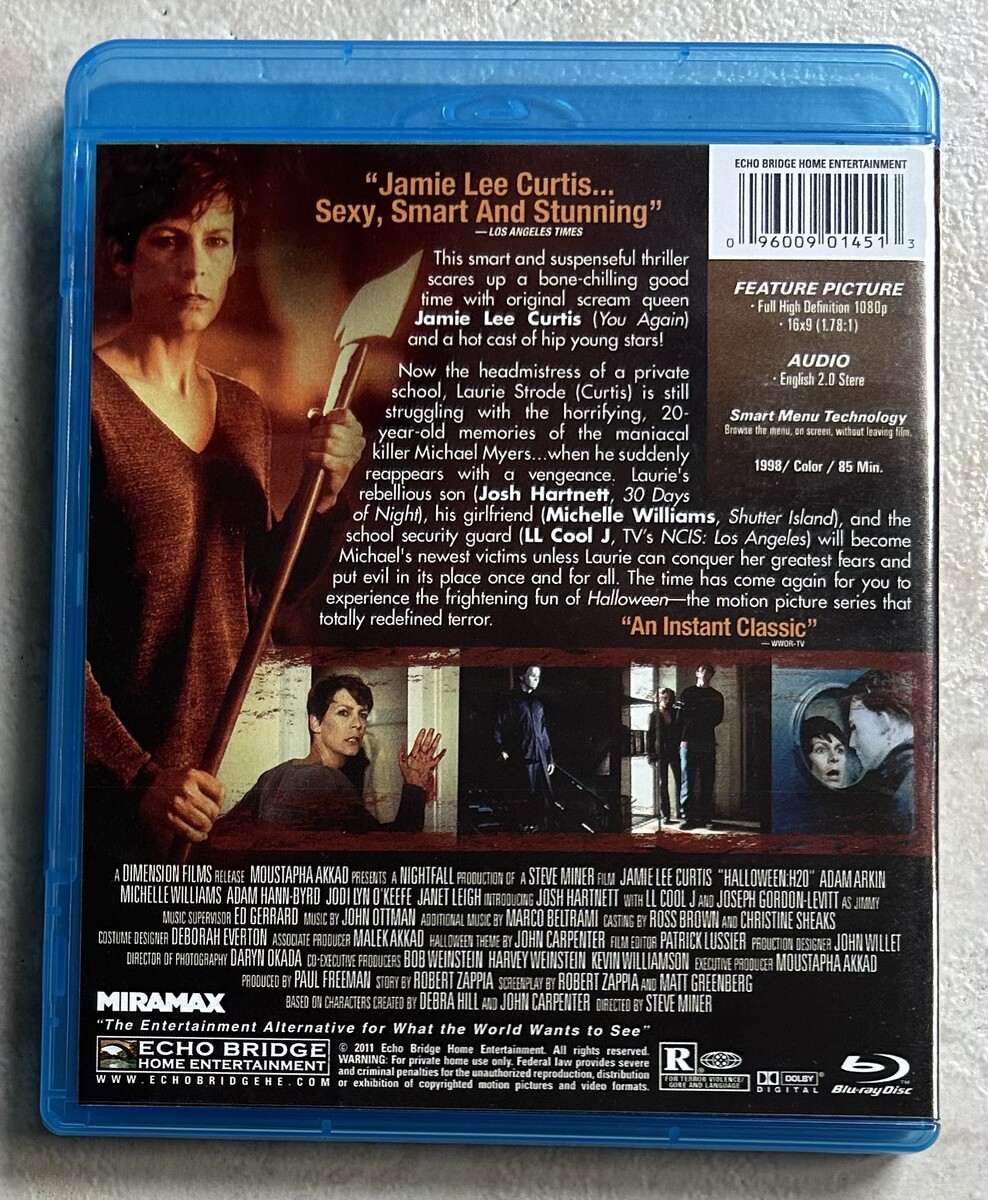 ECHO BRIDGE HOME ENTERTAINMENT
0 96009 01451 3
“Jamie Lee Curtis...
Sexy, Smart And Stunning”
— LOS ANGELES TIMES
This smart and suspenseful thriller
scares up a bone-chilling good
time with original scream queen
Jamie Lee Curtis (You Again)
and a hot cast of hip young stars!
Now the headmistress of a private
school, Laurie Strode (Curtis) is still
struggling with the horrifying, 20-
year-old memories of the maniacal
killer Michael Myers...when he suddenly
reappears with a vengeance. Laurie's
rebellious son (Josh Hartnett, 30 Days
of Night), his girlfriend (Michelle Williams, Shutter Island), and the
school security guard (LL Cool J, TV's NCIS: Los Angeles) will become
Michael's newest victims unless Laurie can conquer her greatest fears and
put evil in its place once and for all. The time has come again for you to
experience the frightening fun of Halloween—the motion picture series that
totally redefined terror.
“An Instant Classic”
— WWOR-TV
FEATURE PICTURE
· Full High Definition 1080p
· 16x9 (1.78:1)
AUDIO
· English 2.0 Stere
Smart Menu Technology
Browse the menu, on screen, without leaving film.
1998/ Color / 85 Min.
A DIMENSION FILMS RELEASE MOUSTAPHA AKKAD PRESENTS A NIGHTFALL PRODUCTION OF A STEVE MINER FILM JAMIE LEE CURTIS "HALLOWEEN:H20" ADAM ARKIN
MICHELLE WILLIAMS ADAM HANN-BYRD JODI LYN O'KEEFE JANET LEIGH INTRODUCING JOSH HARTNETT WITH LL COOL J AND JOSEPH GORDON-LEVITT AS JIMMY
MUSIC SUPERVISOR ED GERRARD MUSIC BY JOHN OTTMAN ADDITIONAL MUSIC BY MARCO BELTRAMI CASTING BY ROSS BROWN AND CHRISTINE SHEAKS
COSTUME DESIGNER DEBORAH EVERTON ASSOCIATE PRODUCER MALEK AKKAD HALLOWEEN THEME BY JOHN CARPENTER FILM EDITOR PATRICK LUSSIER PROUCTION DESIGNER JOHN WILLET
DIRECTOR OF PHOTOGRAPHY DARYN OKADA CO-EXECUTIVE PRODUCERS BOB WEINSTEIN HARVEY WEINSTEIN KEVIN WILLIAMSON EXECUTIVE PRODUCER MOUSTAPHA AKKAD
PRODUCED BY PAUL FREEMAN STORY BY ROBERT ZAPPIA SCREENPLAY BY ROBERT ZAPPIA AND MATT GREENBERG
BASED ON CHARACTERS CREATED BY DEBRA HILL AND JOHN CARPENTER DIRECTED BY STEVE MINER
MIRAMAX
"The Entertainment Alternative for What the World Wants to See"
ECHO BRIDGE
HOME ENTERTAINMENT
WWW.ECHOBRIDGEHE.COM
© 2011 Echo Bridge Home Entertainment. All rights reserved.
WARNING: For private home use only. Federal law provides severe
and criminal penalties for the unauthorized reproduction, distribution
or exhibition of copyrighted motion pictures and video formats.
R
FOR TERROR VIOLENCE/
GORE AND LANGUAGE
DOLBY
DIGITAL
Blu-ray Disc